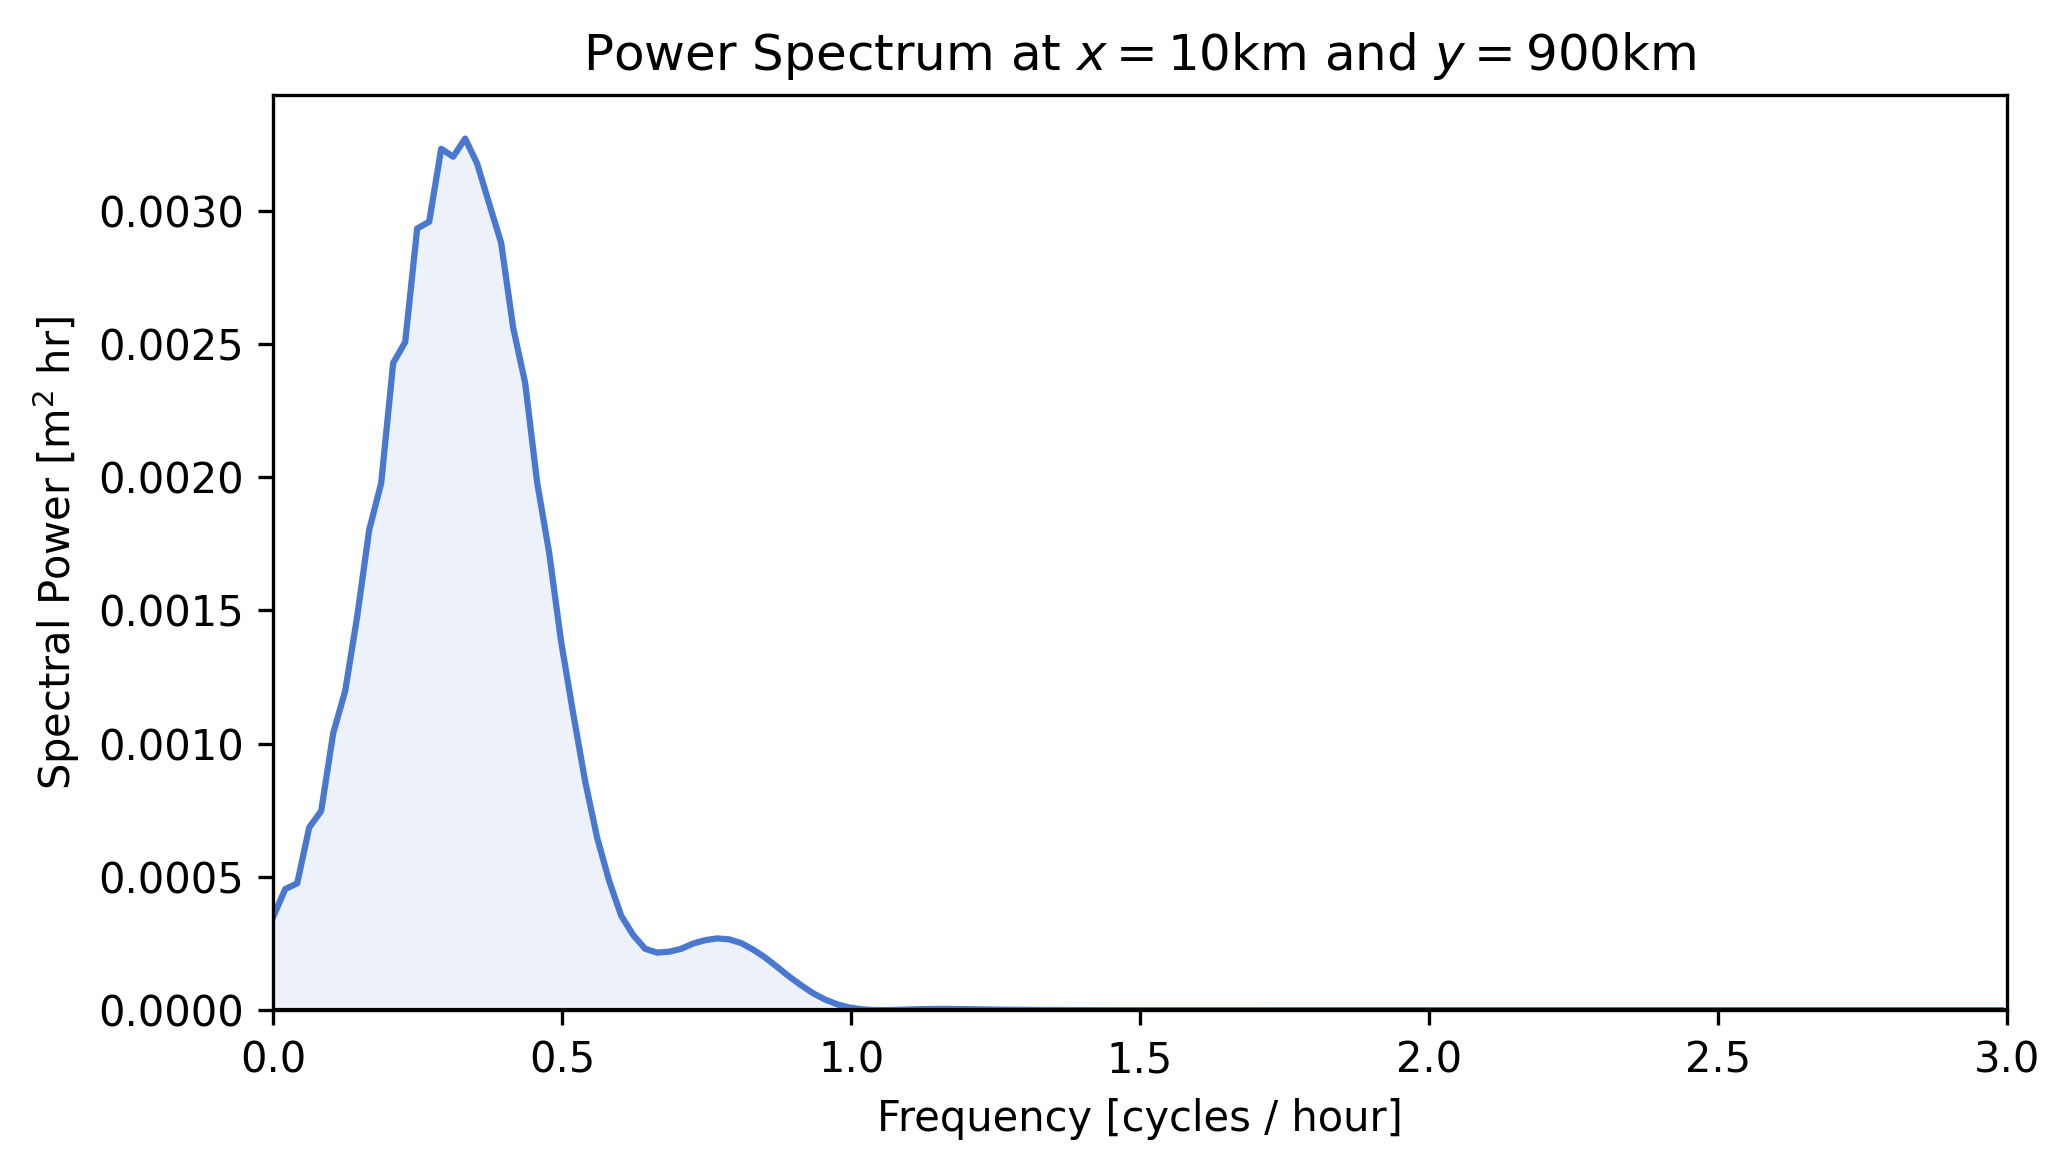 Power Spectrum at x = 10km and y = 900km
Spectral Power [m² hr]
0.0030
0.0025
0.0020
0.0015
0.0010
0.0005
0.0000
0.0 0.5 1.0 1.5 2.0 2.5 3.0
Frequency [cycles / hour]